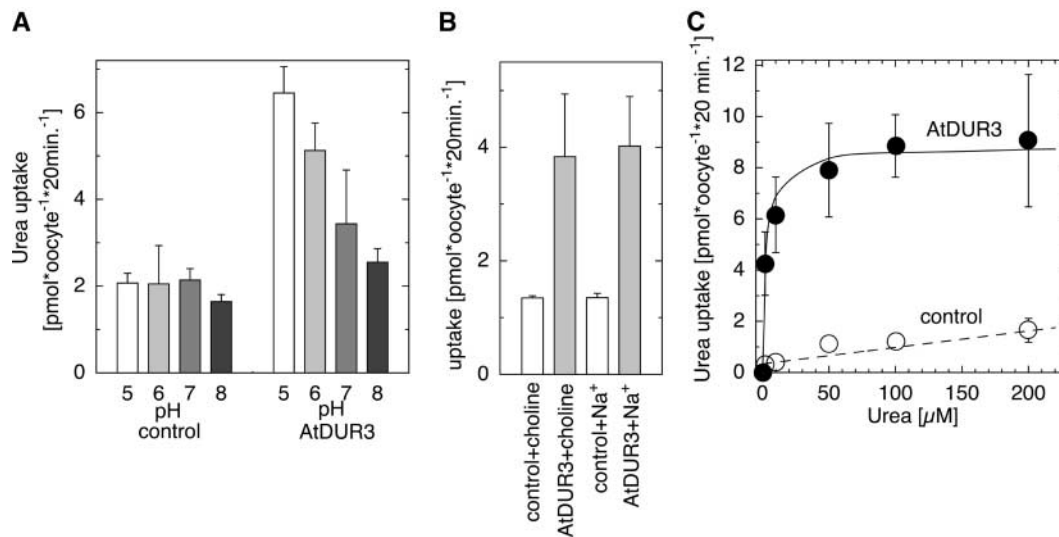 A
Urea uptake
[pmol*oocyte⁻¹*20min.⁻¹]
6
4
2
0
5 6 7 8
pH
control
5 6 7 8
pH
AtDUR3
B
uptake [pmol*oocyte⁻¹*20min.⁻¹]
4
2
0
control+choline
AtDUR3+choline
control+Na⁺
AtDUR3+Na⁺
C
Urea uptake [pmol*oocyte⁻¹*20 min.⁻¹]
12
10
8
6
4
2
0
AtDUR3
control
0 50 100 150 200
Urea [µM]